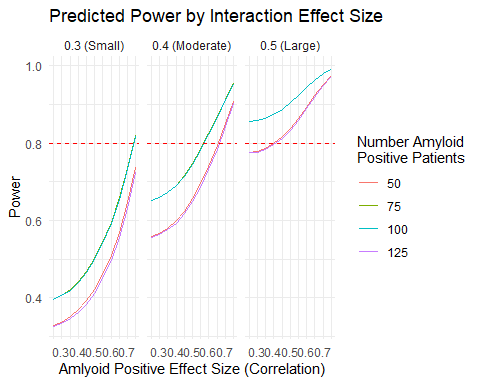 Predicted Power by Interaction Effect Size
0.3 (Small)
0.4 (Moderate)
0.5 (Large)
1.0
0.8
0.6
0.4
Power
0.30.40.50.60.7
0.30.40.50.60.7
0.30.40.50.60.7
Amlyoid Positive Effect Size (Correlation)
Number Amyloid
Positive Patients
50
75
100
125